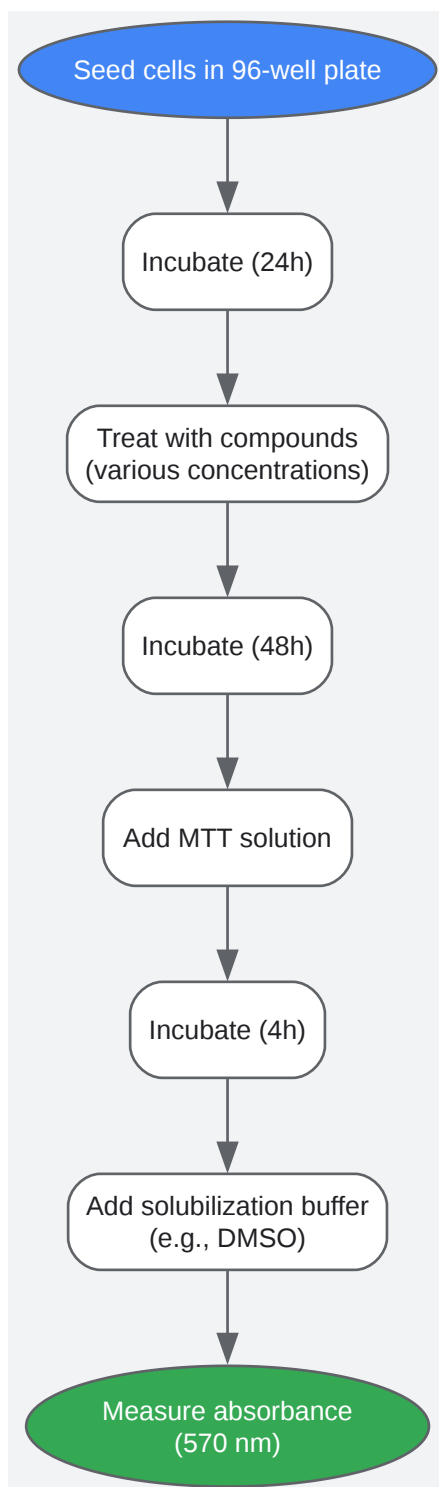 Seed cells in 96-well plate
Incubate (24h)
Treat with compounds
(various concentrations)
Incubate (48h)
Add MTT solution
Incubate (4h)
Add solubilization buffer
(e.g., DMSO)
Measure absorbance
(570 nm)